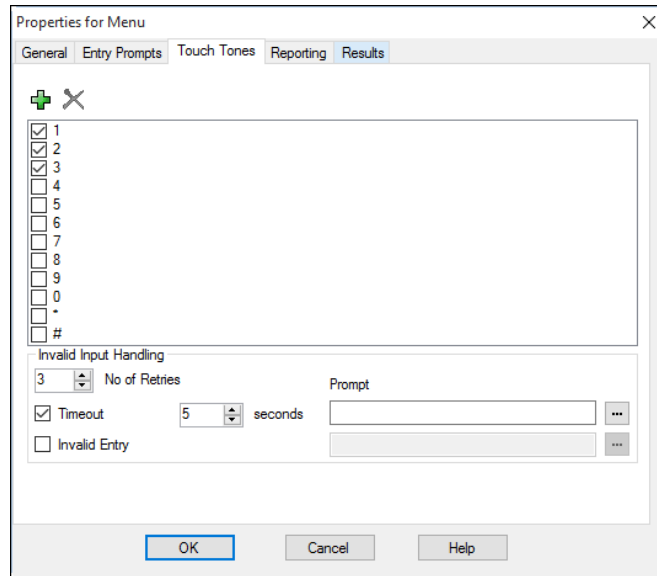 Properties for Menu
General Entry Prompts Touch Tones Reporting Results
1
2
3
4
5
6
7
8
9
0
*
#
Invalid Input Handling
3 No of Retries
Prompt
Timeout 5 seconds ...
Invalid Entry ...
OK Cancel Help